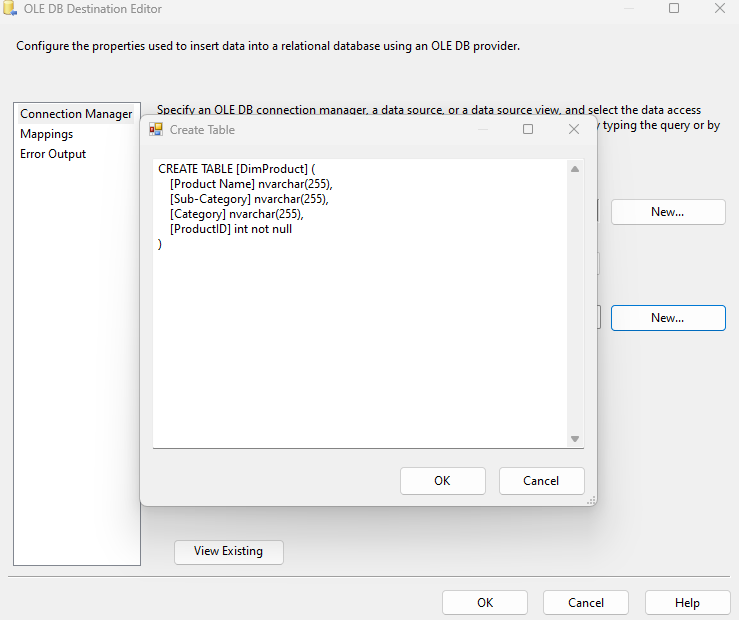 OLE DB Destination Editor
Configure the properties used to insert data into a relational database using an OLE DB provider.
Connection Manager
Mappings
Error Output
Specify an OLE DB connection manager, a data source, or a data source view, and select the data access
typing the query or by
Create Table
CREATE TABLE [DimProduct] (
[Product Name] nvarchar(255),
[Sub-Category] nvarchar(255),
[Category] nvarchar(255),
[ProductID] int not null
)
New...
New...
OK
Cancel
View Existing
OK
Cancel
Help